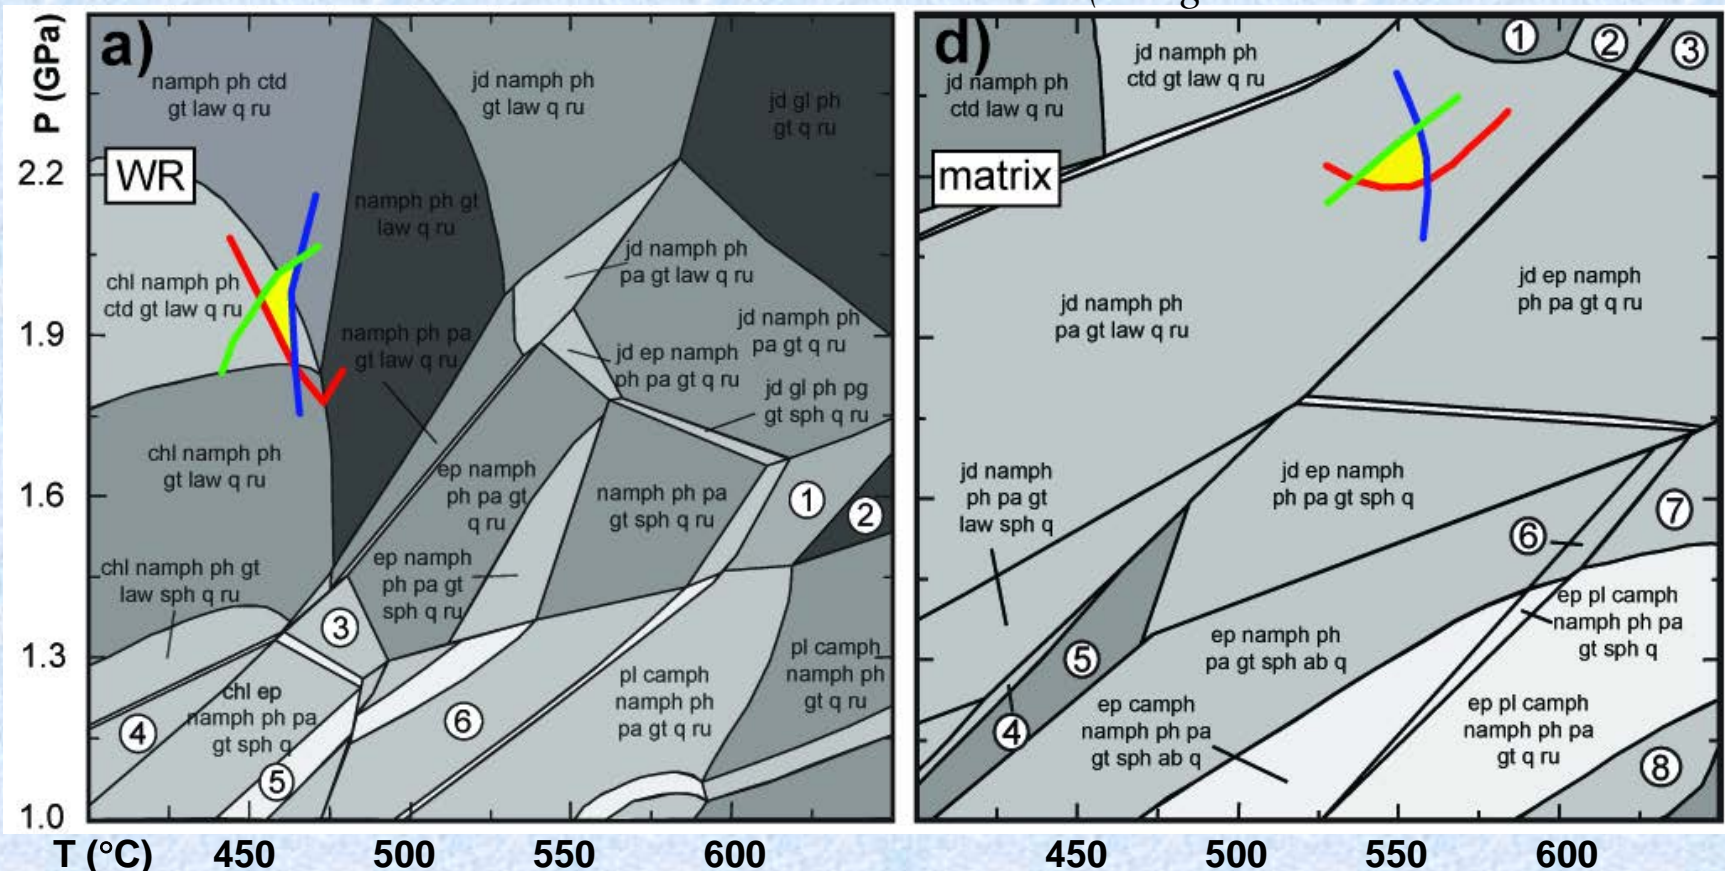 a)
P (GPa)
2.2
1.9
1.6
1.3
1.0
WR
namph ph ctd
gt law q ru
jd namph ph
gt law q ru
jd gl ph
gt q ru
namph ph gt
law q ru
chl namph ph
ctd gt law q ru
jd namph ph
pa gt law q ru
namph ph pa
gt law q ru
jd namph ph
pa gt q ru
jd ep namph
ph pa gt q ru
jd gl ph pg
gt sph q ru
chl namph ph
gt law q ru
ep namph
ph pa gt
q ru
namph ph pa
gt sph q ru
1
2
chl namph ph gt
law sph q ru
ep namph
ph pa gt
sph q ru
3
pl camph
namph ph
pa gt q ru
pl camph
namph ph
gt q ru
chl ep
namph ph pa
gt sph q
4
5
6
T (°C)
450
500
550
600
d)
matrix
jd namph ph
ctd law q ru
jd namph ph
ctd gt law q ru
1
2
3
jd namph ph
pa gt law q ru
jd ep namph
ph pa gt q ru
jd namph
ph pa gt
law sph q
jd ep namph
ph pa gt sph q
6
7
5
4
ep namph ph
pa gt sph ab q
ep pl camph
namph ph pa
gt sph q
ep camph
namph ph pa
gt sph ab q
ep pl camph
namph ph pa
gt q ru
8
450
500
550
600